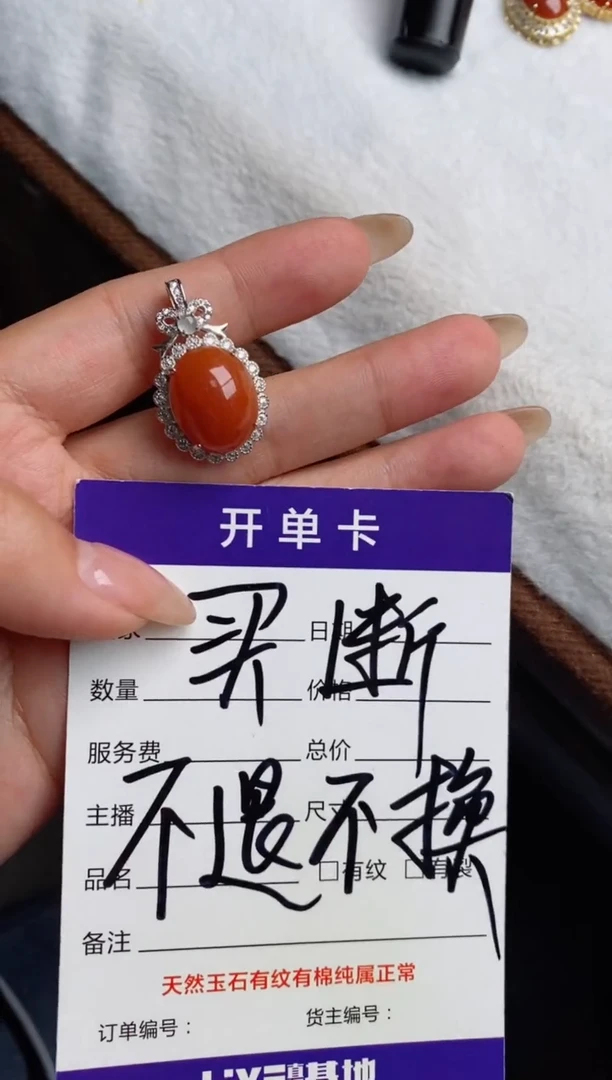 开单卡
买断
日期
数量
价格
服务费
总价
不退不换
主播
尺寸
品名
□有纹 □有裂
备注
天然玉石有纹有棉纯属正常
订单编号：
货主编号：
基地